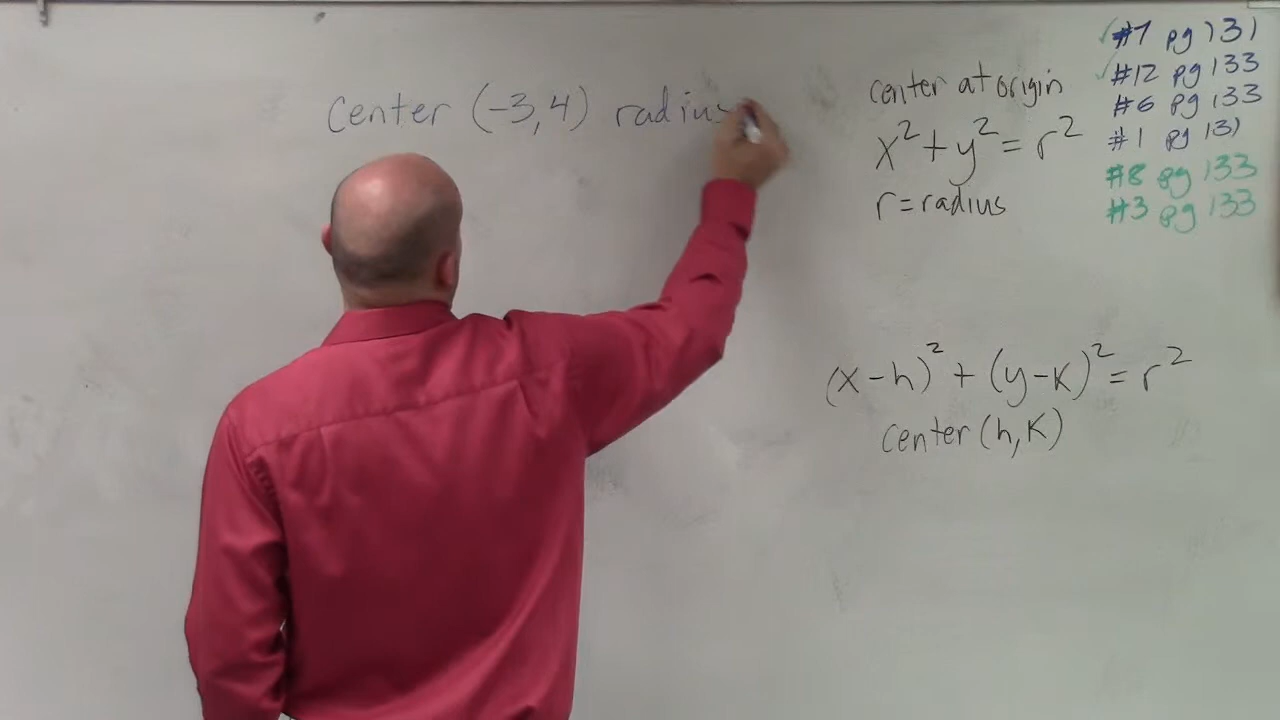 center (-3,4) radius
center at origin
x² + y² = r²
r = radius
(x-h)² + (y-K)² = r²
center (h,K)
#7 pg 131
#12 pg 133
#6 pg 133
#1 pg 131
#8 pg 133
#3 pg 133